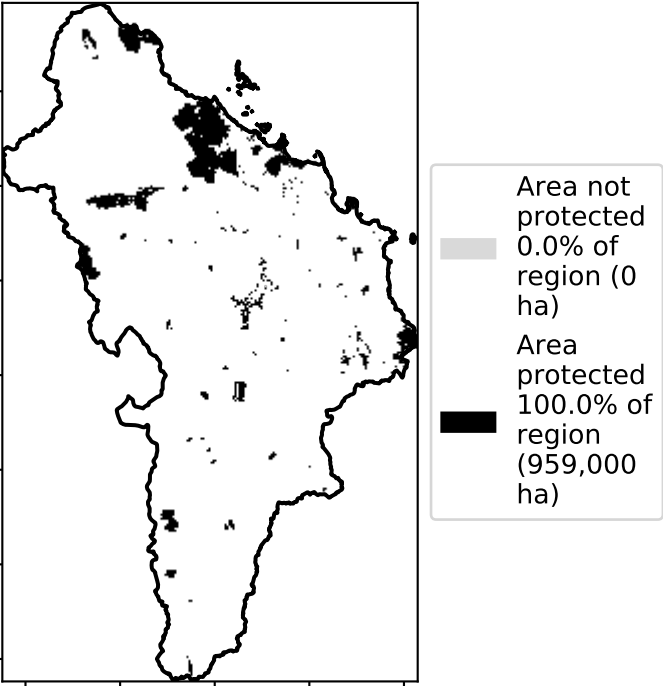 Area not
protected
0.0% of
region (0
ha)
Area
protected
100.0% of
region
(959,000
ha)